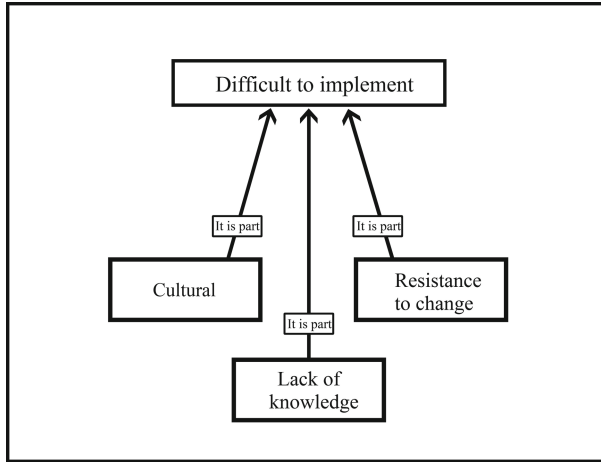 Difficult to implement
It is part
It is part
Cultural
Resistance
to change
It is part
Lack of
knowledge